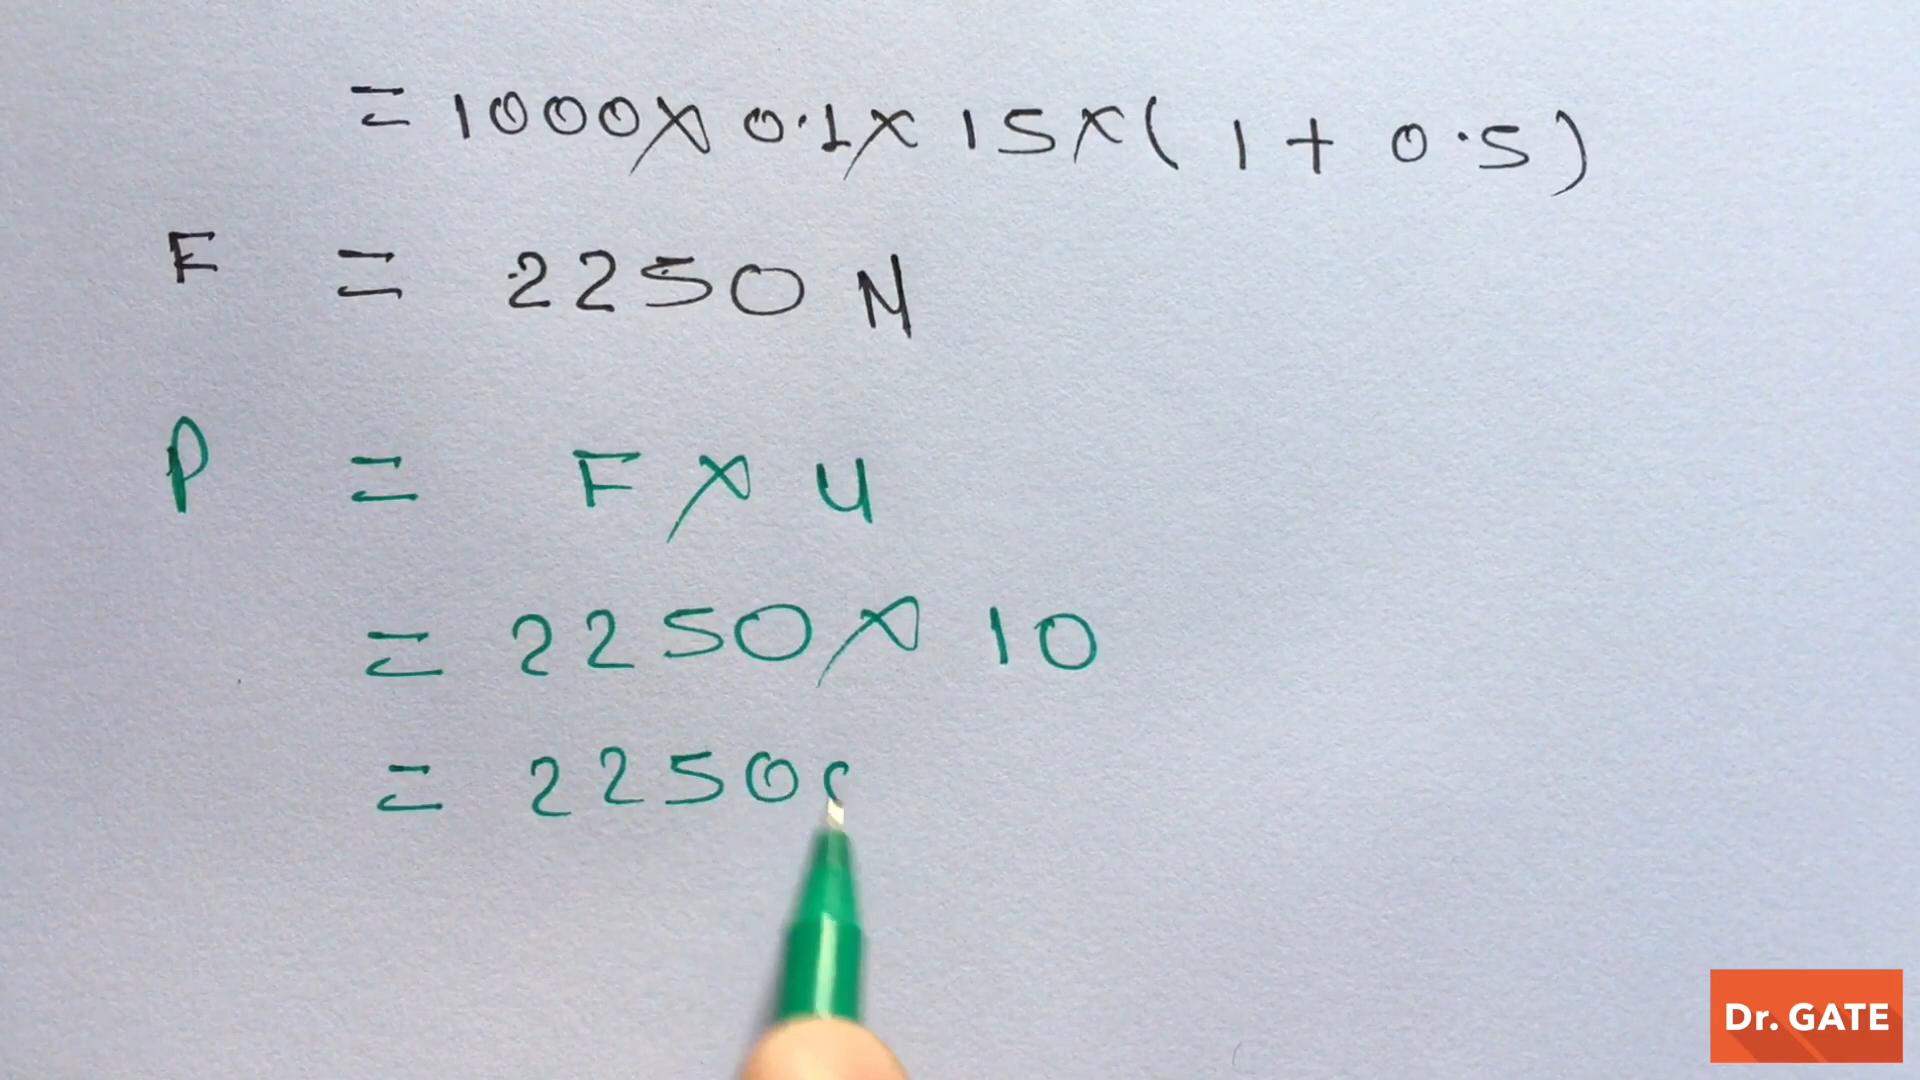 = 1000 × 0.1 × 15 × ( 1 + 0.5 )
F = 2250 N
P = F × u
= 2250 × 10
= 22500
Dr. GATE